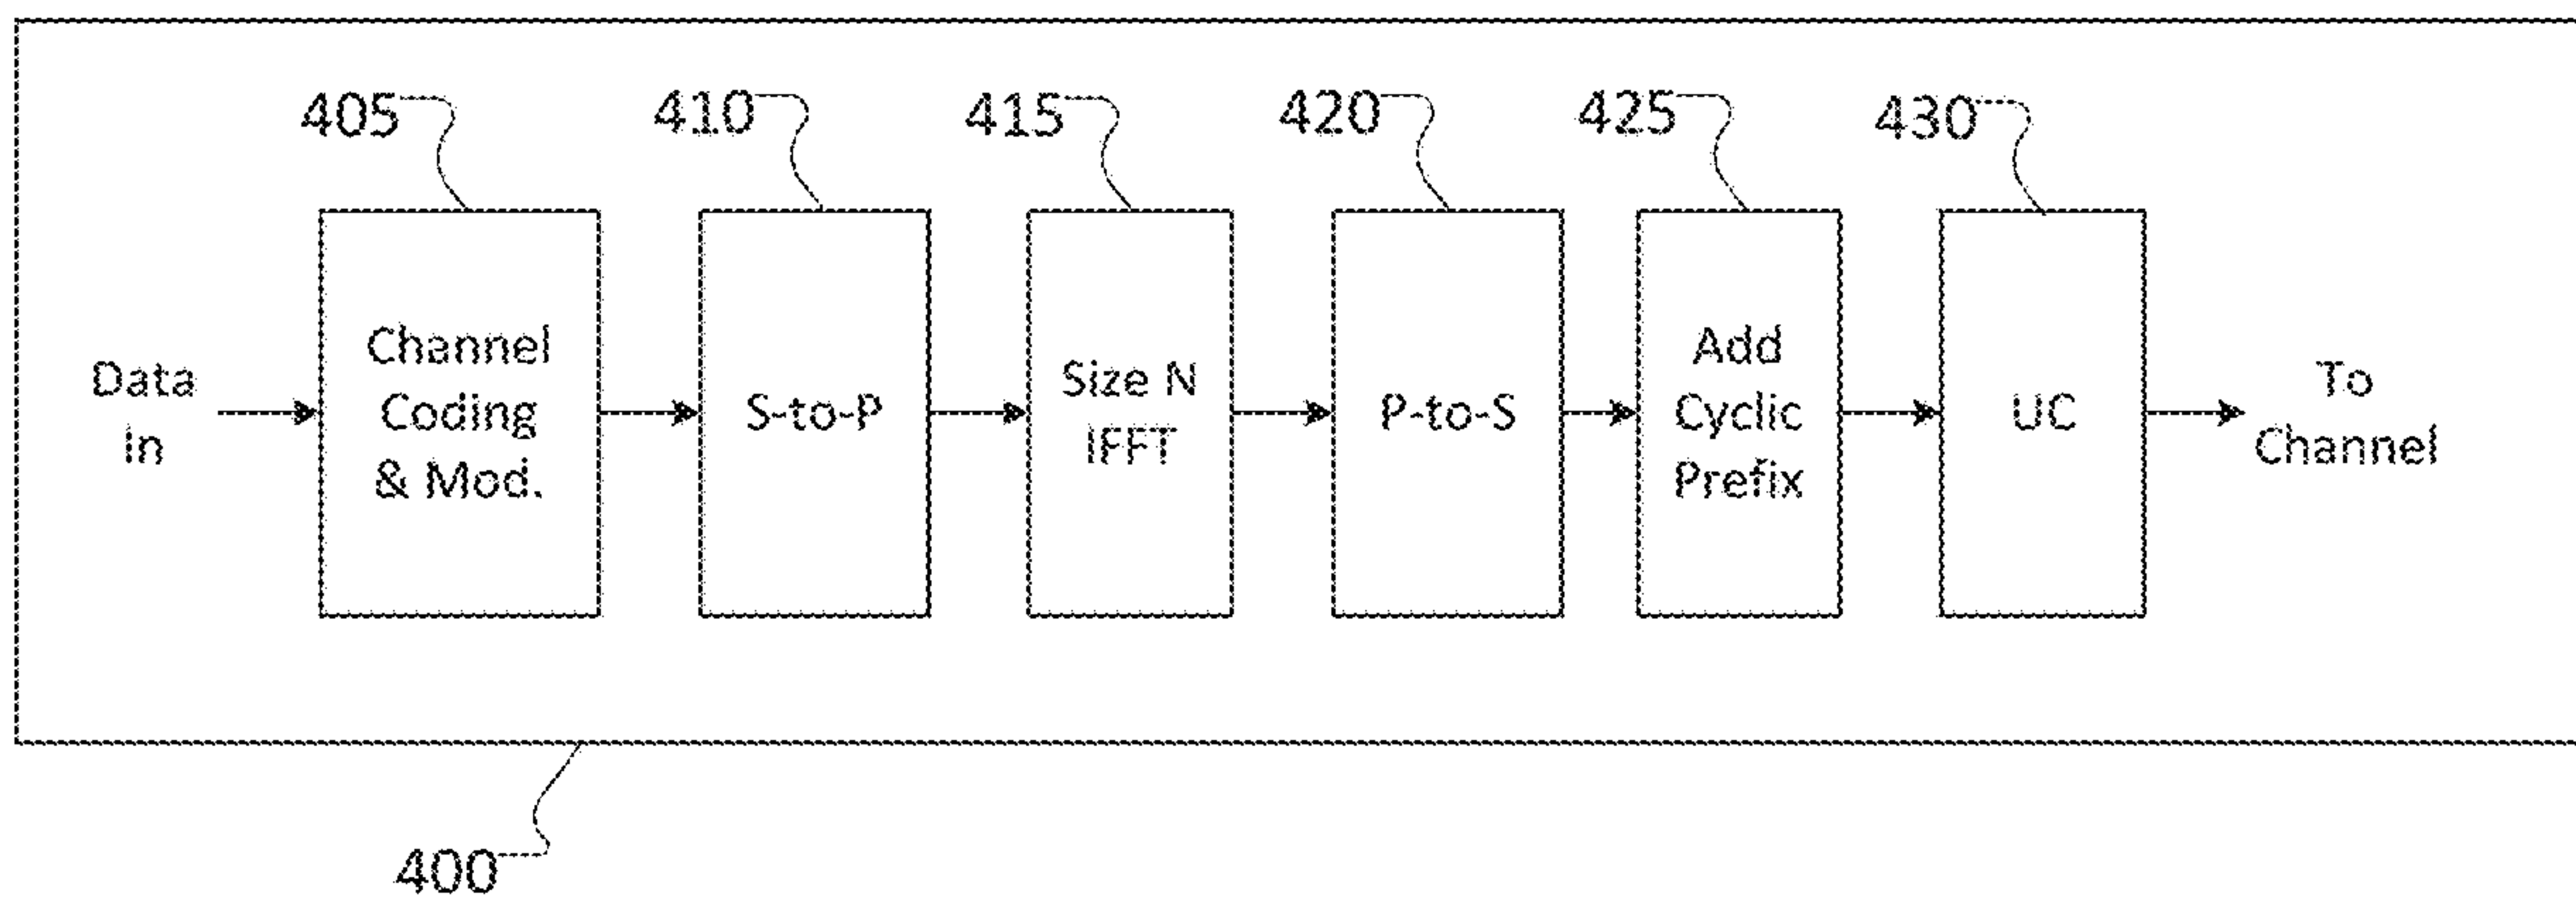 405
410
415
420
425
430
Data
In
Channel
Coding
& Mod.
S-to-P
Size N
IFFT
P-to-S
Add
Cyclic
Prefix
UC
To
Channel
400